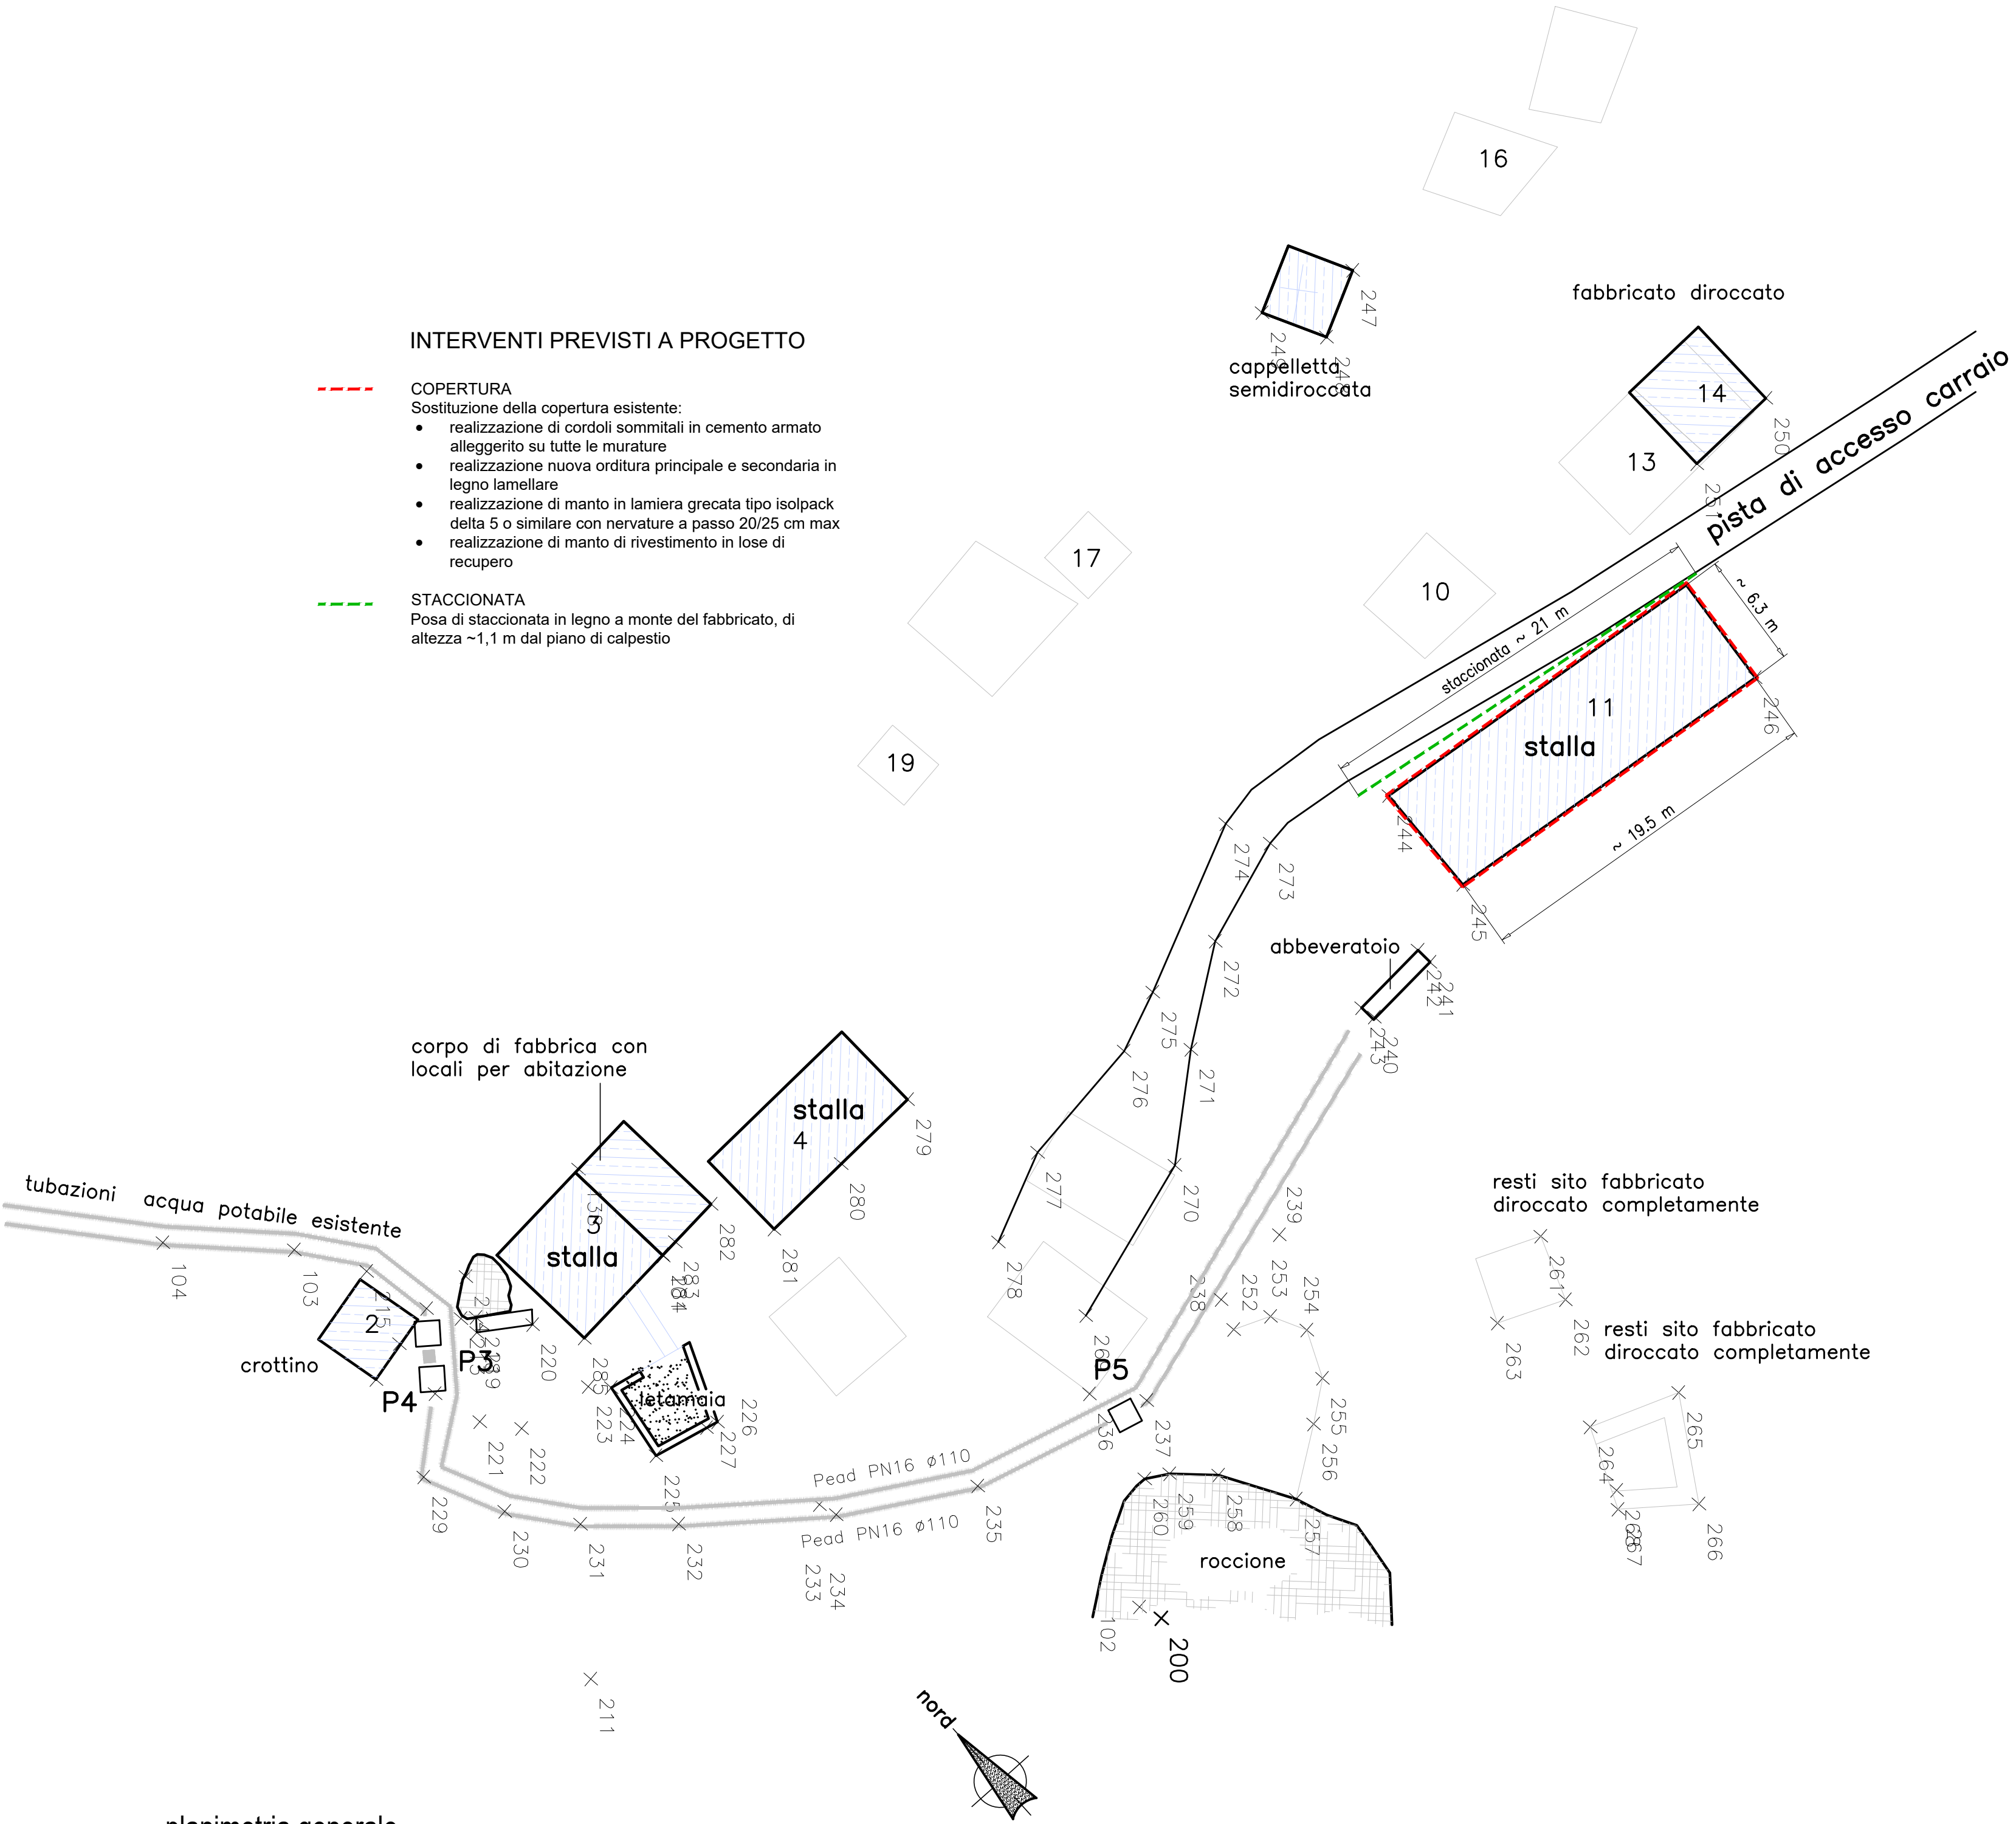 16
247
249
248
cappelletta
semidiroccata
fabbricato diroccato
14
13
250
251
pista di accesso carraio
INTERVENTI PREVISTI A PROGETTO
COPERTURA
Sostituzione della copertura esistente:
• realizzazione di cordoli sommitali in cemento armato
alleggerito su tutte le murature
• realizzazione nuova orditura principale e secondaria in
legno lamellare
• realizzazione di manto in lamiera grecata tipo isolpack
delta 5 o similare con nervature a passo 20/25 cm max
• realizzazione di manto di rivestimento in lose di
recupero
STACCIONATA
Posa di staccionata in legno a monte del fabbricato, di
altezza ~1,1 m dal piano di calpestio
17
10
19
staccionata ~ 21 m
~ 6.3 m
11
stalla
246
~ 19.5 m
244
245
274
273
272
275
276
271
277
270
278
abbeveratoio
242
241
243
240
corpo di fabbrica con
locali per abitazione
stalla
4
279
280
281
3
stalla
282
283
284
285
tubazioni acqua potabile esistente
104
103
215
2
crottino
P3
P4
220
221
222
223
224
letamaia
225
226
227
229
230
231
232
233
234
235
Pead PN16 ø110
Pead PN16 ø110
P5
236
237
238
239
252
253
254
255
256
257
258
259
260
roccione
102
200
211
resti sito fabbricato
diroccato completamente
261
262
263
resti sito fabbricato
diroccato completamente
264
265
266
267
268
nord
planimetria generale